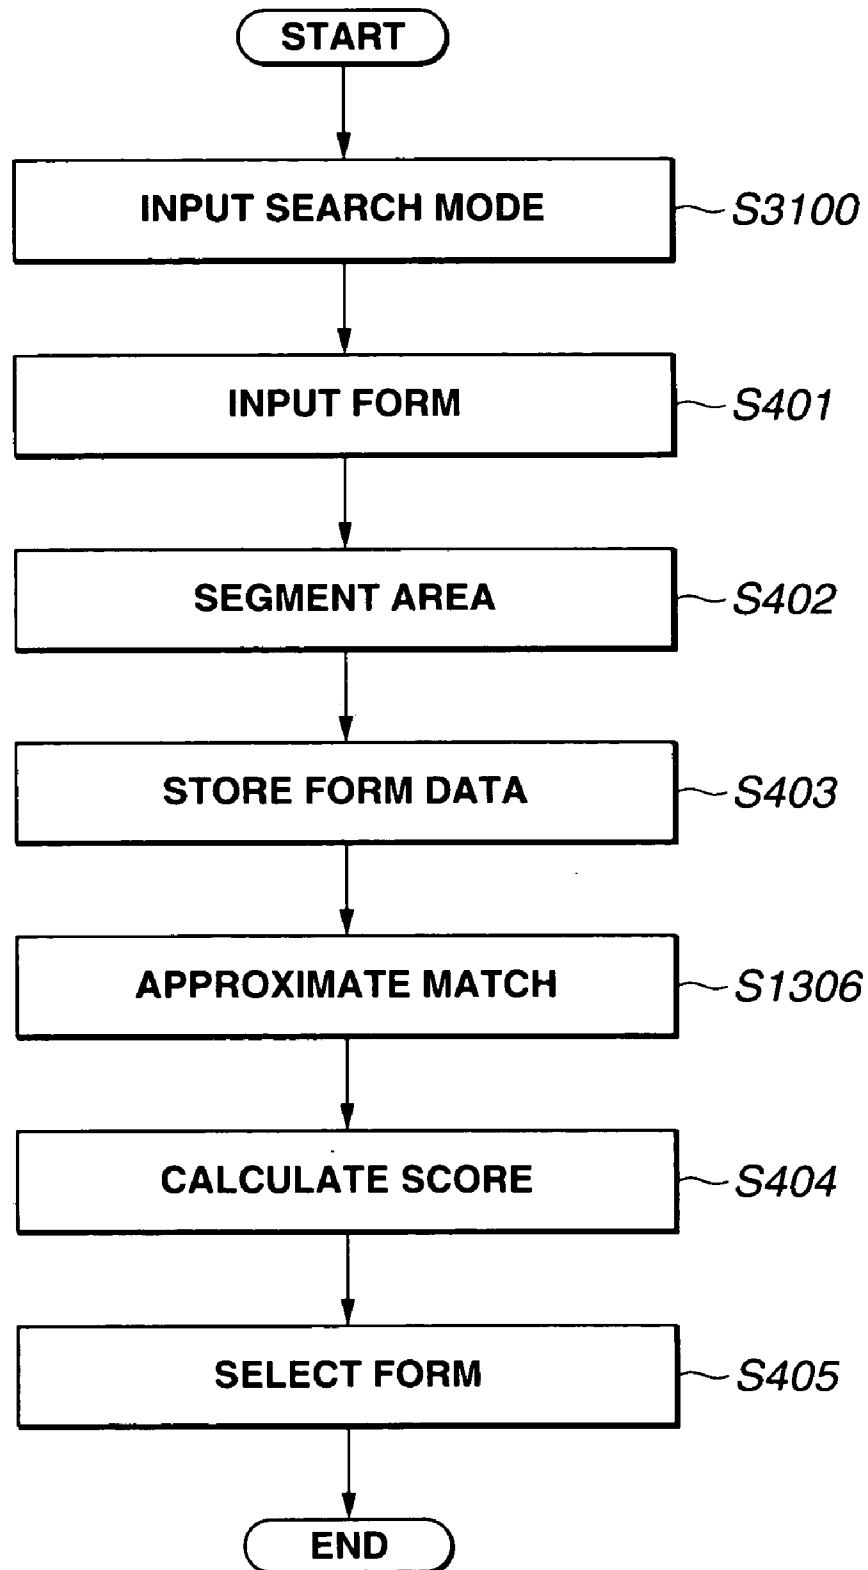 START
INPUT SEARCH MODE S3100
INPUT FORM S401
SEGMENT AREA S402
STORE FORM DATA S403
APPROXIMATE MATCH S1306
CALCULATE SCORE S404
SELECT FORM S405
END